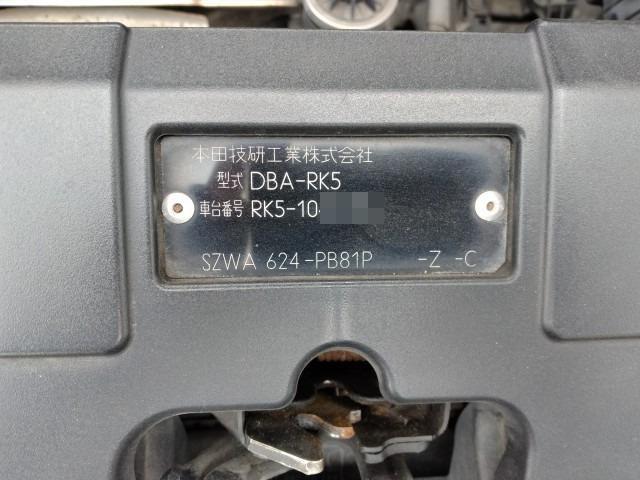 本田技研工業株式会社
型式 DBA-RK5
車台番号 RK5-10
SZWA 624-PB81P -Z -C